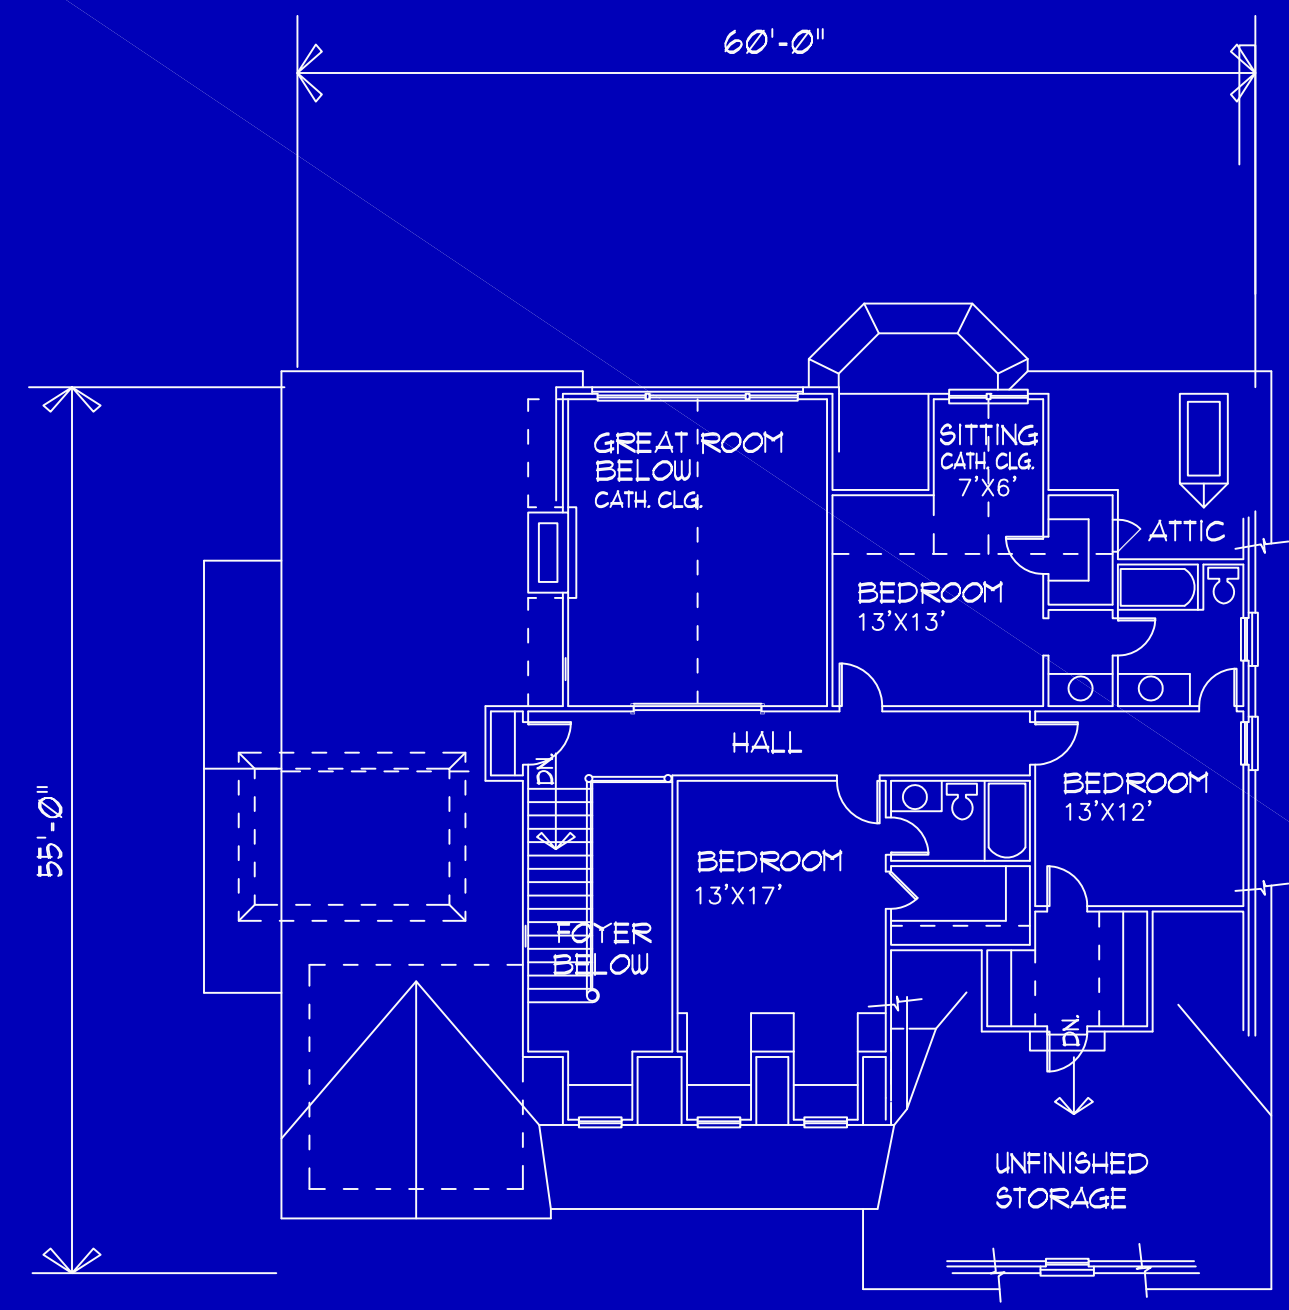 60'-0"
GREAT ROOM
BELOW
CATH. CLG.
SITTING
CATH. CLG.
7'X6'
ATTIC
BEDROOM
13'X13'
HALL
DN.
BEDROOM
13'X12'
55'-0"
BEDROOM
13'X17'
FOYER
BELOW
DN.
UNFINISHED
STORAGE